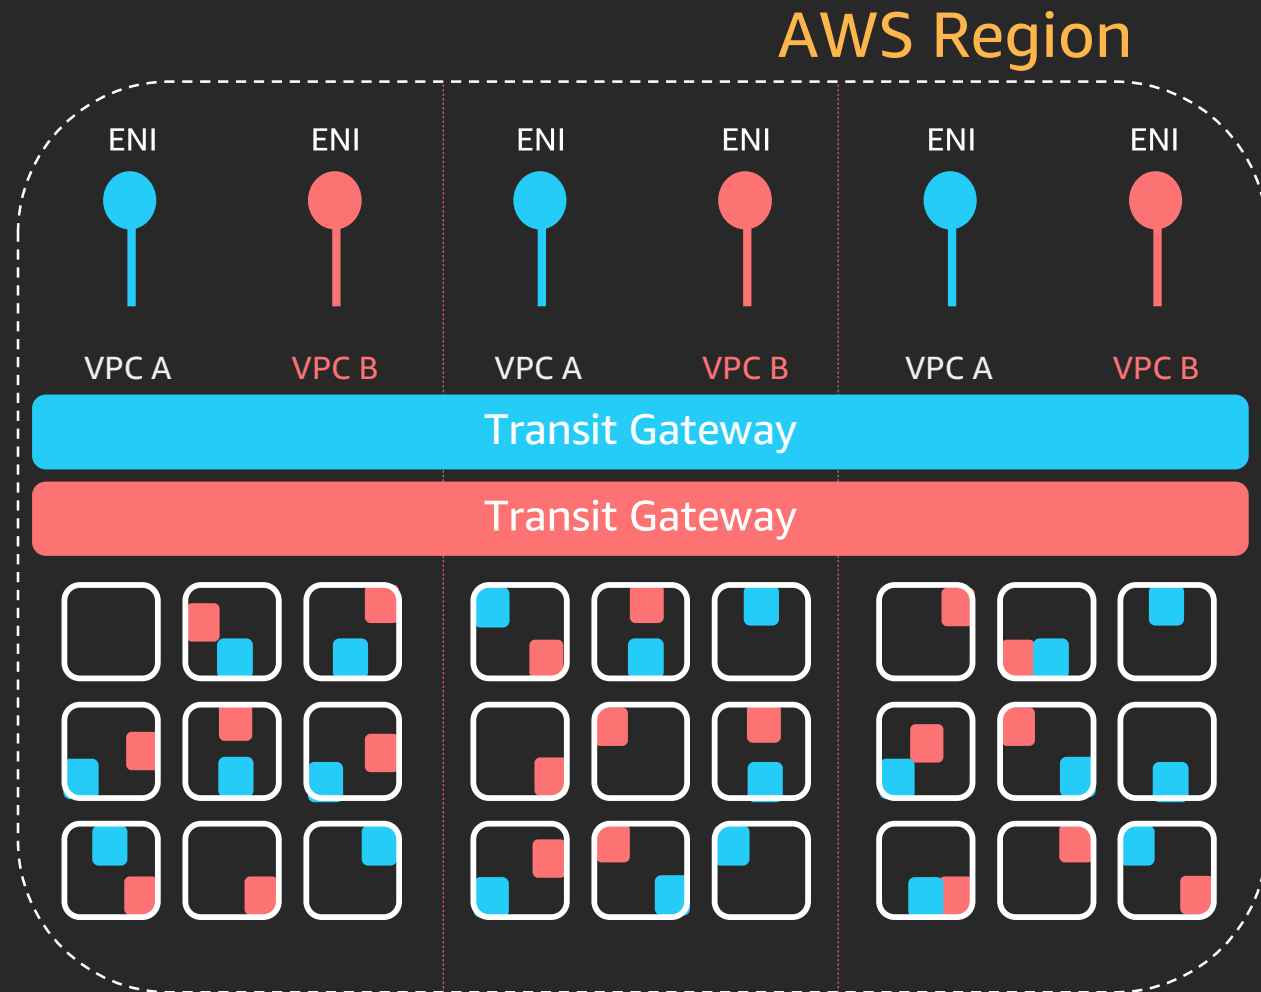 AWS Region
ENI ENI ENI ENI ENI ENI
VPC A VPC B VPC A VPC B VPC A VPC B
Transit Gateway
Transit Gateway